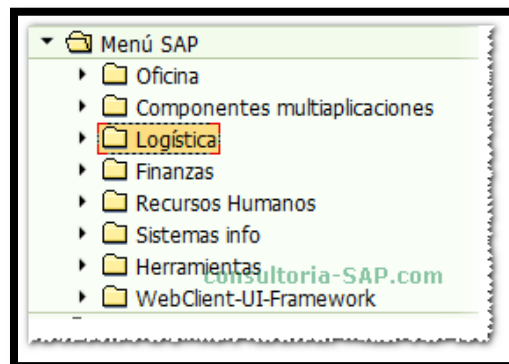 Menú SAP
Oficina
Componentes multiaplicaciones
Logística
Finanzas
Recursos Humanos
Sistemas info
Herramientas
consultoria-SAP.com
WebClient-UI-Framework